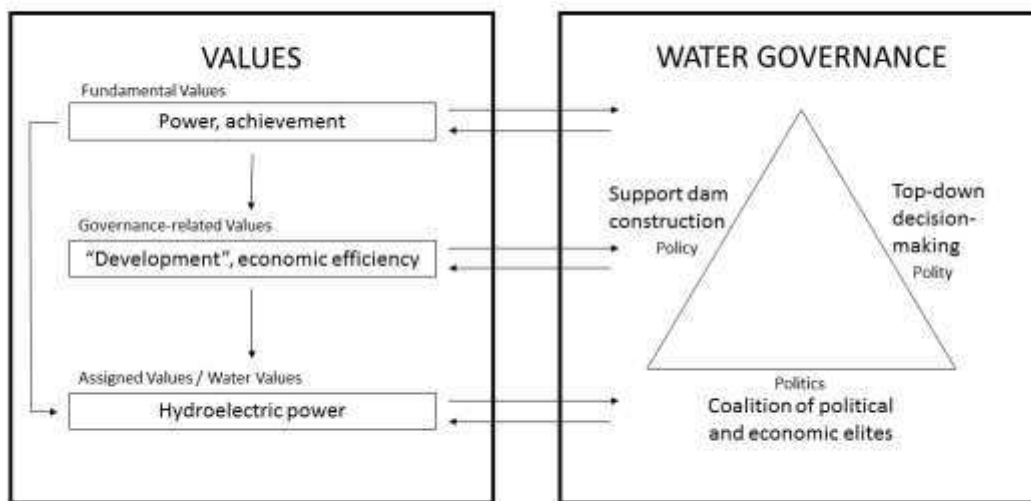 VALUES
Fundamental Values
Power, achievement
Governance-related Values
“Development”, economic efficiency
Assigned Values / Water Values
Hydroelectric power
WATER GOVERNANCE
Support dam
construction
Policy
Top-down
decision-
making
Polity
Politics
Coalition of political
and economic elites